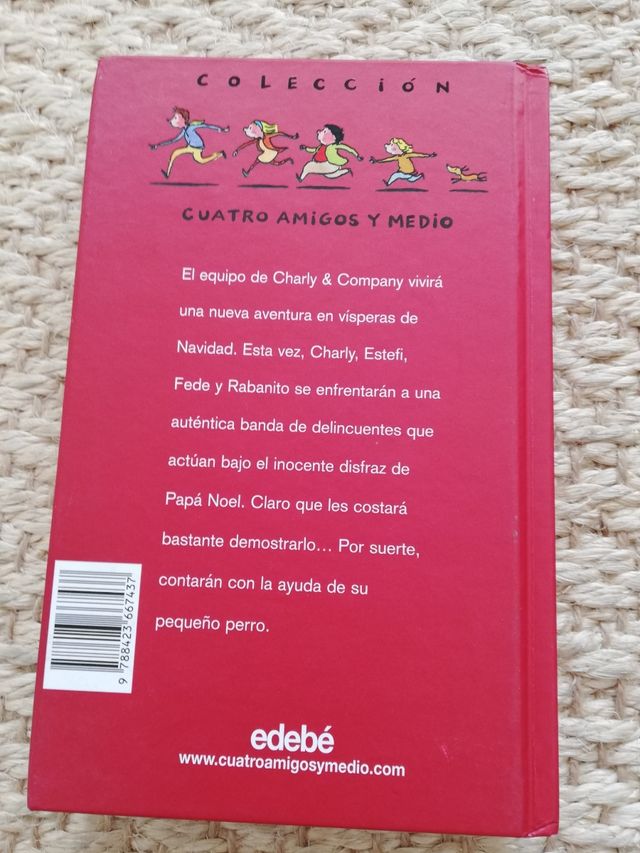 COLECCIÓN
CUATRO AMIGOS Y MEDIO
El equipo de Charly & Company vivirá
una nueva aventura en vísperas de
Navidad. Esta vez, Charly, Estefi,
Fede y Rabanito se enfrentarán a una
auténtica banda de delincuentes que
actúan bajo el inocente disfraz de
Papá Noel. Claro que les costará
bastante demostrarlo... Por suerte,
contarán con la ayuda de su
pequeño perro.
9 788423 667437
edebé
www.cuatroamigosymedio.com